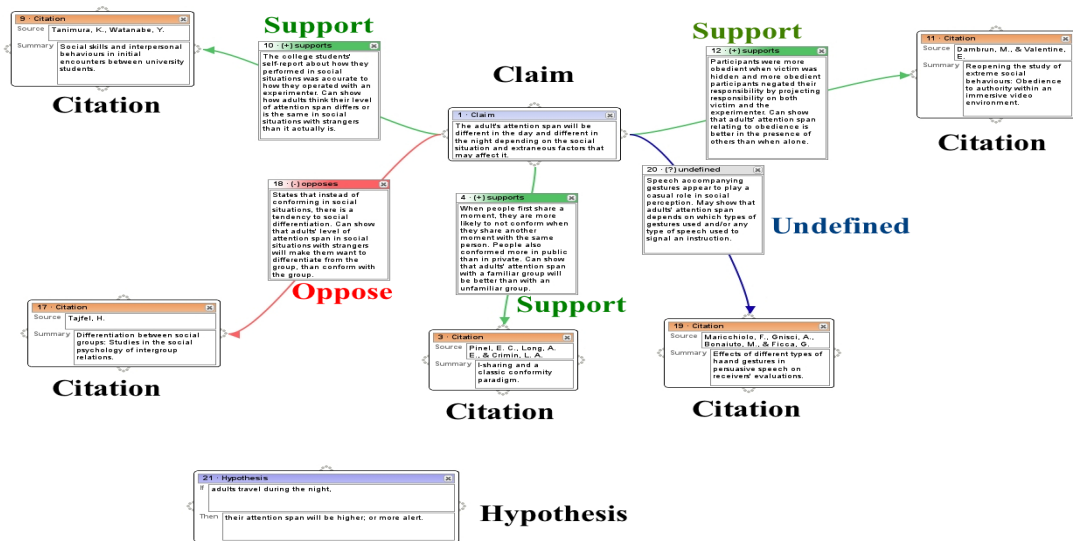 9 · Citation
Source Tanimura, K., Watanabe, Y.
Summary Social skills and interpersonal
behaviours in initial
encounters between university
students.
Citation
Support
10 · (+) supports
The college students'
self-report about how they
performed in social
situations was accurate to
how they operated with an
experimenter. Can show
how adults think their level
of attention span differs or
is the same in social
situations with strangers
than it actually is.
Claim
1 · Claim
The adult's attention span will be
different in the day and different in
the night depending on the social
situation and extraneous factors that
may affect it.
Support
12 · (+) supports
Participants were more
obedient when victim was
hidden and more obedient
participants negated their
responsibility by projecting
responsibility on both
victim and the
experimenter. Can show
that adults' attention span
relating to obedience is
better in the presence of
others than when alone.
11 · Citation
Source Dambrun, M., & Valentine,
E.
Summary Reopening the study of
extreme social
behaviours: Obedience
to authority within an
immersive video
environment.
Citation
18 · (-) opposes
States that instead of
conforming in social
situations, there is a
tendency to social
differentiation. Can show
that adults' level of
attention span in social
situations with strangers
will make them want to
differentiate from the
group, than conform with
the group.
Oppose
4 · (+) supports
When people first share a
moment, they are more
likely to not conform when
they share another
moment with the same
person. People also
conformed more in public
than in private. Can show
that adults' attention span
with a familiar group will
be better than with an
unfamiliar group.
Support
20 · (?) undefined
Speech accompanying
gestures appear to play a
casual role in social
perception. May show that
adults' attention span
depends on which types of
gestures used and/or any
type of speech used to
signal an instruction.
Undefined
17 · Citation
Source Tajfel, H.
Summary Differentiation between social
groups: Studies in the social
psychology of intergroup
relations.
Citation
3 · Citation
Source Pinel, E. C., Long, A.
E., & Crimin, L. A.
Summary I-sharing and a
classic conformity
paradigm.
Citation
19 · Citation
Source Maricchiolo, F., Gnisci, A.,
Bonaiuto, M., & Ficca, G.
Summary Effects of different types of
haand gestures in
persuasive speech on
receivers' evaluations.
Citation
21 · Hypothesis
If adults travel during the night,
Then their attention span will be higher; or more alert.
Hypothesis